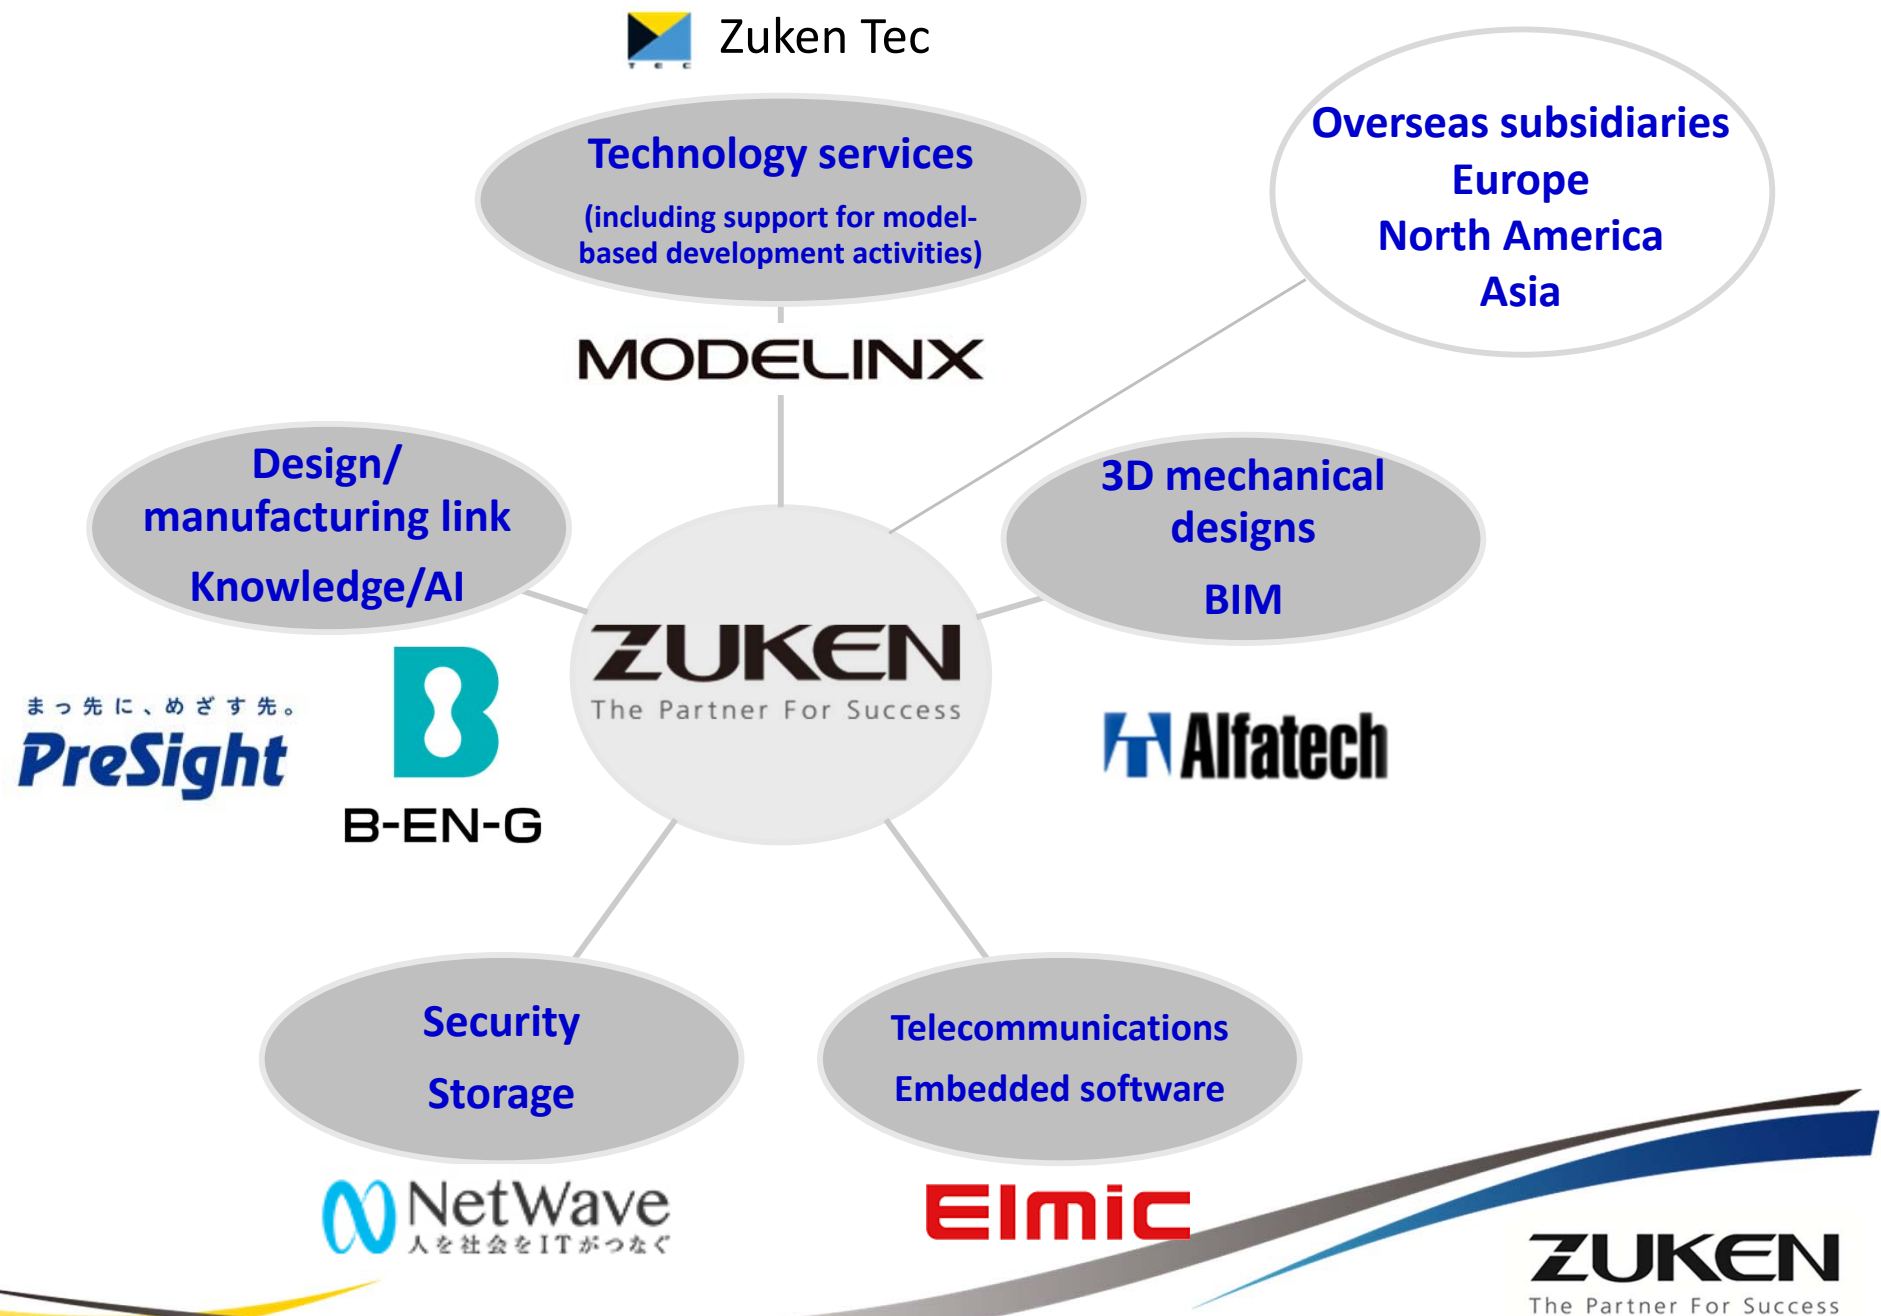 Zuken Tec
T E C
Technology services
(including support for model-
based development activities)
MODELINX
Overseas subsidiaries
Europe
North America
Asia
Design/
manufacturing link
Knowledge/AI
3D mechanical
designs
BIM
ZUKEN
The Partner For Success
まっ先に、めざす先。
PreSight
B-EN-G
Alfatech
Security
Storage
Telecommunications
Embedded software
NetWave
人を社会をITがつなぐ
Elmic
ZUKEN
The Partner For Success